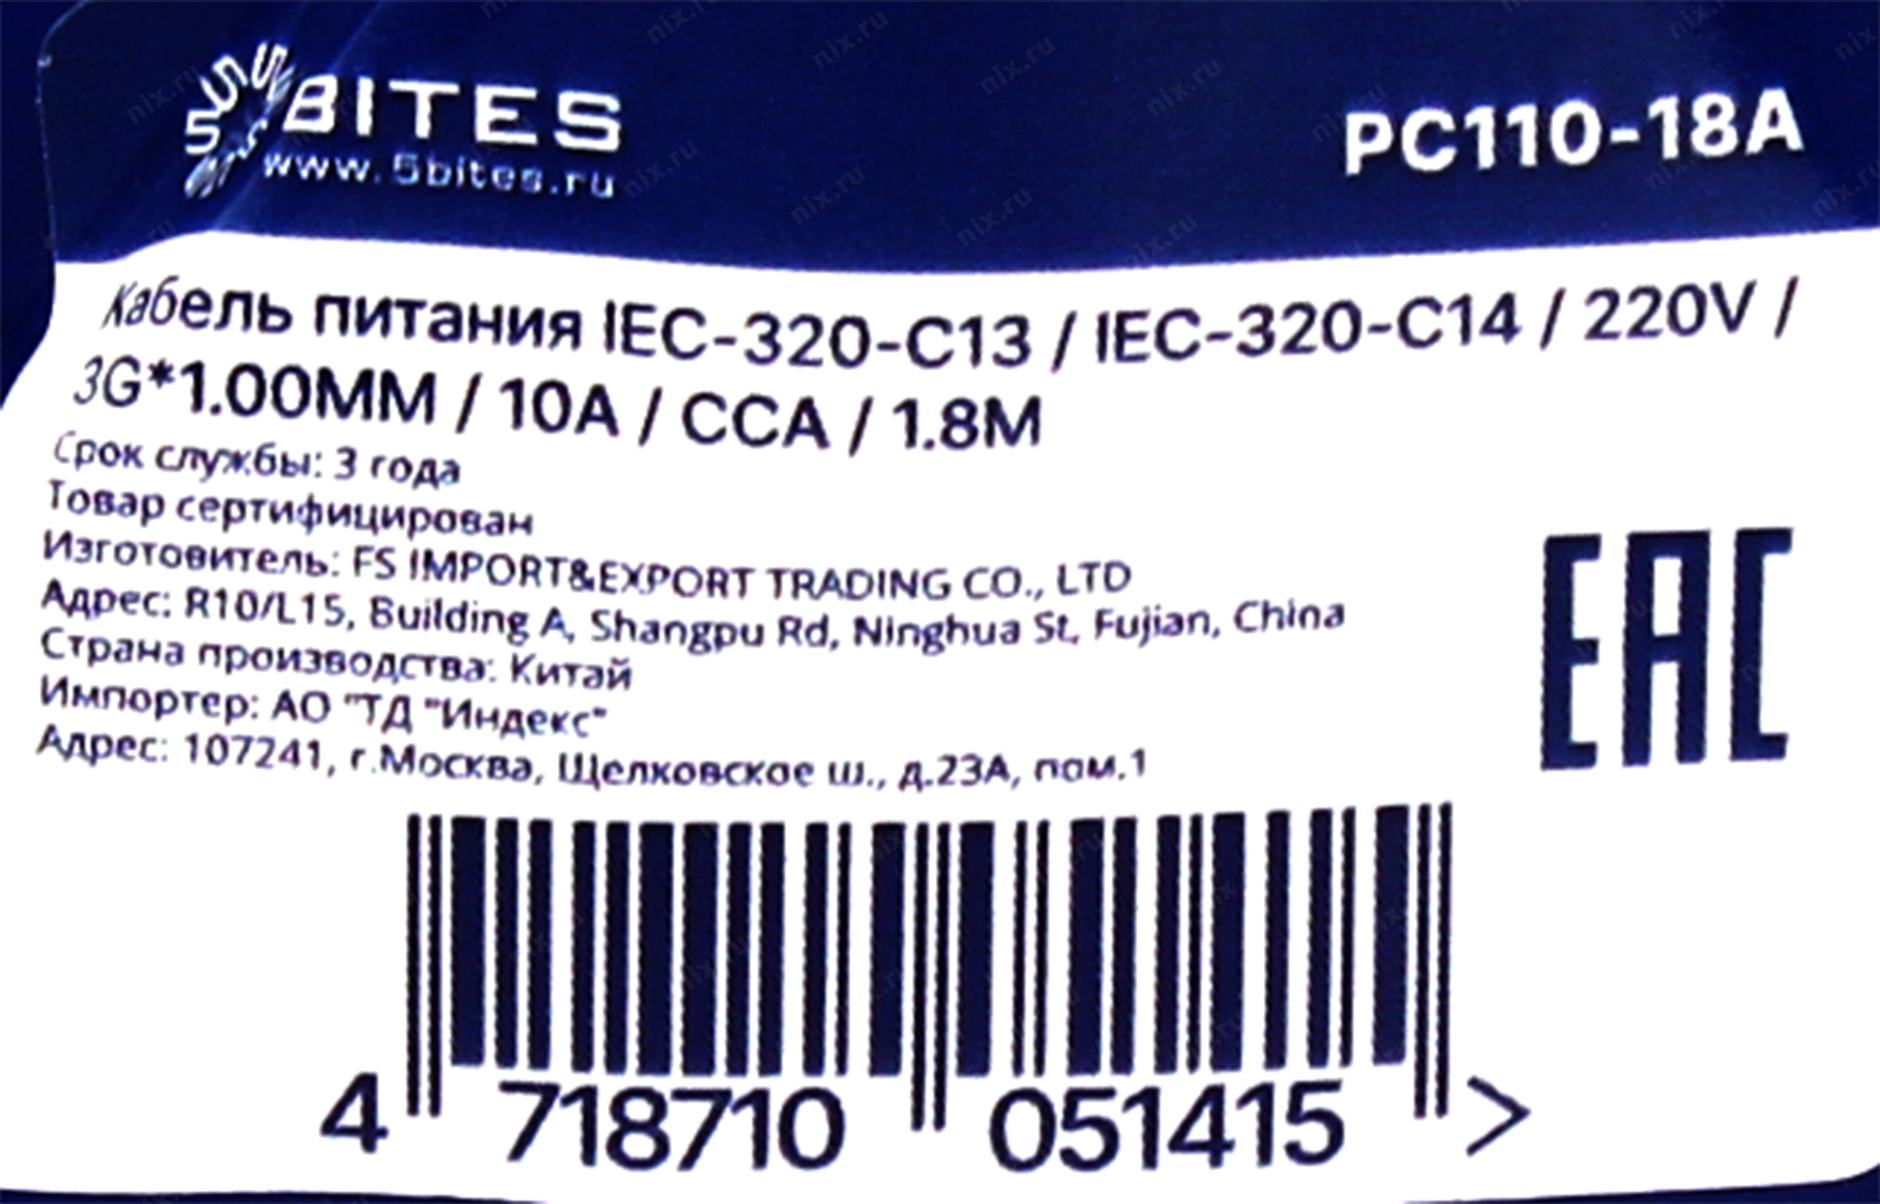 5BITES
www.5bites.ru
PC110-18A
Кабель питания IEC-320-C13 / IEC-320-C14 / 220V /
3G*1.00MM / 10A / CCA / 1.8M
Срок службы: 3 года
Товар сертифицирован
Изготовитель: FS IMPORT&EXPORT TRADING CO., LTD
Адрес: R10/L15, Building A, Shangpu Rd, Ninghua St, Fujian, China
Страна производства: Китай
Импортер: АО "ТД "Индекс"
Адрес: 107241, г.Москва, Щелковское ш., д.23А, пом.1
EAC
4 718710 051415 >